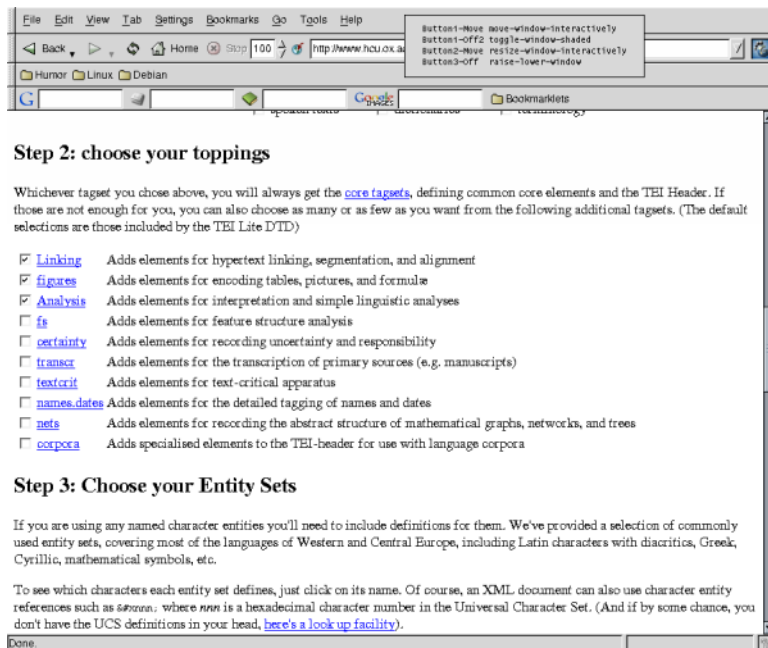 File Edit View Tab Settings Bookmarks Go Tools Help
Button1-Move move-window-interactively
Button1-Off2 toggle-window-shaded
Button2-Move resize-window-interactively
Button3-Off raise-lower-window
Back Home Stop 100 http://www.hcu.ox.a
Humor Linux Debian
G Google IMAGES Bookmarklets
spoken texts dictionaries terminology
Step 2: choose your toppings
Whichever tagset you chose above, you will always get the core tagsets, defining common core elements and the TEI Header. If
those are not enough for you, you can also choose as many or as few as you want from the following additional tagsets. (The default
selections are those included by the TEI Lite DTD)
Linking Adds elements for hypertext linking, segmentation, and alignment
figures Adds elements for encoding tables, pictures, and formulæ
Analysis Adds elements for interpretation and simple linguistic analyses
fs Adds elements for feature structure analysis
certainty Adds elements for recording uncertainty and responsibility
transcr Adds elements for the transcription of primary sources (e.g. manuscripts)
textcrit Adds elements for text-critical apparatus
names.dates Adds elements for the detailed tagging of names and dates
nets Adds elements for recording the abstract structure of mathematical graphs, networks, and trees
corpora Adds specialised elements to the TEI-header for use with language corpora
Step 3: Choose your Entity Sets
If you are using any named character entities you'll need to include definitions for them. We've provided a selection of commonly
used entity sets, covering most of the languages of Western and Central Europe, including Latin characters with diacritics, Greek,
Cyrillic, mathematical symbols, etc.
To see which characters each entity set defines, just click on its name. Of course, an XML document can also use character entity
references such as &#xnnn; where nnn is a hexadecimal character number in the Universal Character Set. (And if by some chance, you
don't have the UCS definitions in your head, here's a look up facility).
Done.